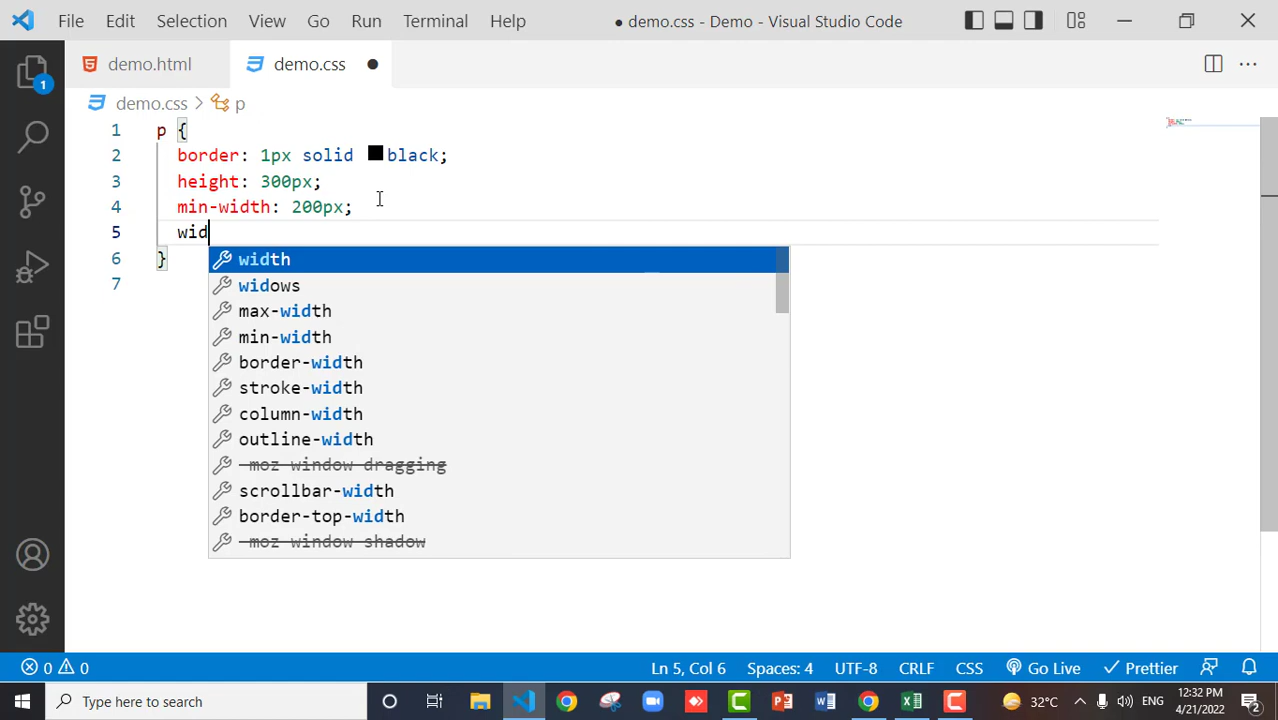 File Edit Selection View Go Run Terminal Help ● demo.css - Demo - Visual Studio Code
demo.html demo.css
demo.css > p
1 p {
2 border: 1px solid black;
3 height: 300px;
4 min-width: 200px;
5 wid
6 }
7
width
widows
max-width
min-width
border-width
stroke-width
column-width
outline-width
-moz-window-dragging
scrollbar-width
border-top-width
-moz-window-shadow
1
0 0 Ln 5, Col 6 Spaces: 4 UTF-8 CRLF CSS Go Live Prettier
Type here to search 32°C ENG 12:32 PM
4/21/2022 2